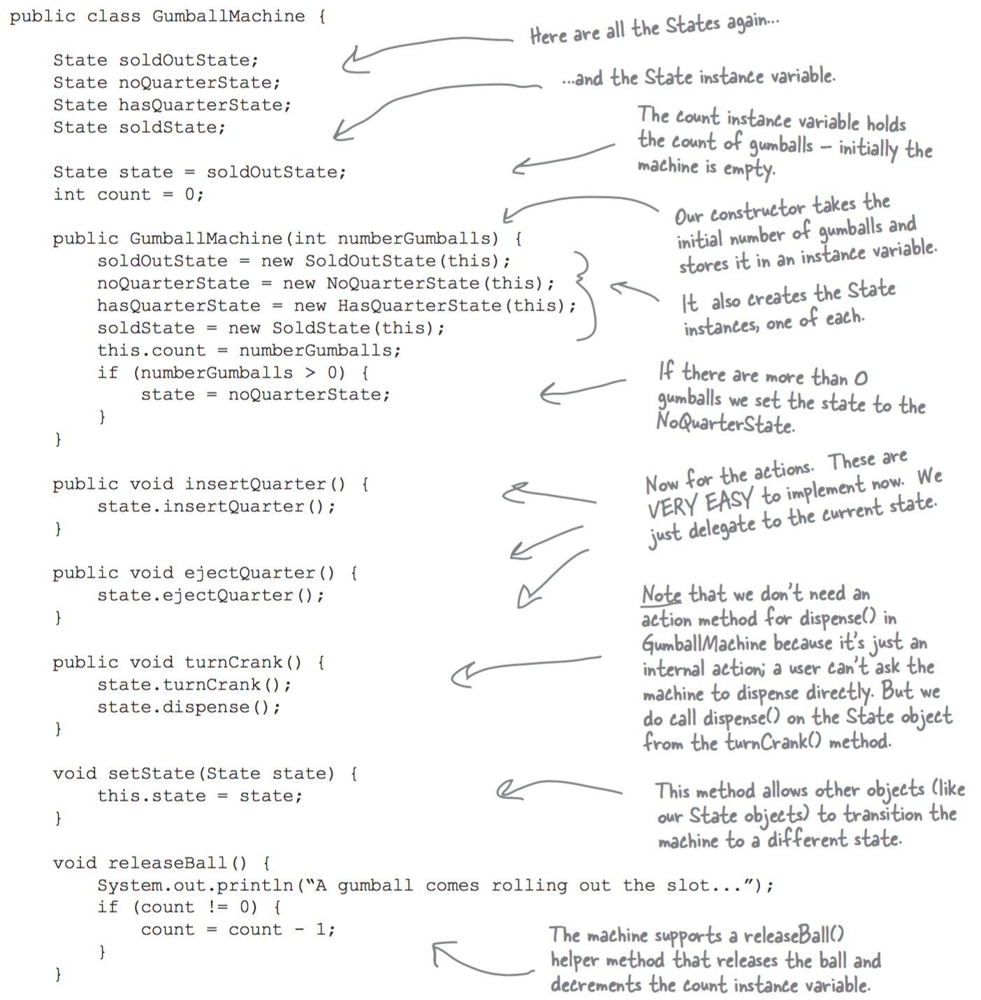 public class GumballMachine {
Here are all the States again...
State soldOutState;
State noQuarterState;
State hasQuarterState;
State soldState;
...and the State instance variable.
State state = soldOutState;
int count = 0;
The count instance variable holds
the count of gumballs – initially the
machine is empty.
public GumballMachine(int numberGumballs) {
soldOutState = new SoldOutState(this);
noQuarterState = new NoQuarterState(this);
hasQuarterState = new HasQuarterState(this);
soldState = new SoldState(this);
this.count = numberGumballs;
if (numberGumballs > 0) {
state = noQuarterState;
}
}
Our constructor takes the
initial number of gumballs and
stores it in an instance variable.
It also creates the State
instances, one of each.
If there are more than 0
gumballs we set the state to the
NoQuarterState.
public void insertQuarter() {
state.insertQuarter();
}
Now for the actions. These are
VERY EASY to implement now. We
just delegate to the current state.
public void ejectQuarter() {
state.ejectQuarter();
}
public void turnCrank() {
state.turnCrank();
state.dispense();
}
Note that we don't need an
action method for dispense() in
GumballMachine because it's just an
internal action; a user can't ask the
machine to dispense directly. But we
do call dispense() on the State object
from the turnCrank() method.
void setState(State state) {
this.state = state;
}
This method allows other objects (like
our State objects) to transition the
machine to a different state.
void releaseBall() {
System.out.println(“A gumball comes rolling out the slot...”);
if (count != 0) {
count = count - 1;
}
}
The machine supports a releaseBall()
helper method that releases the ball and
decrements the count instance variable.